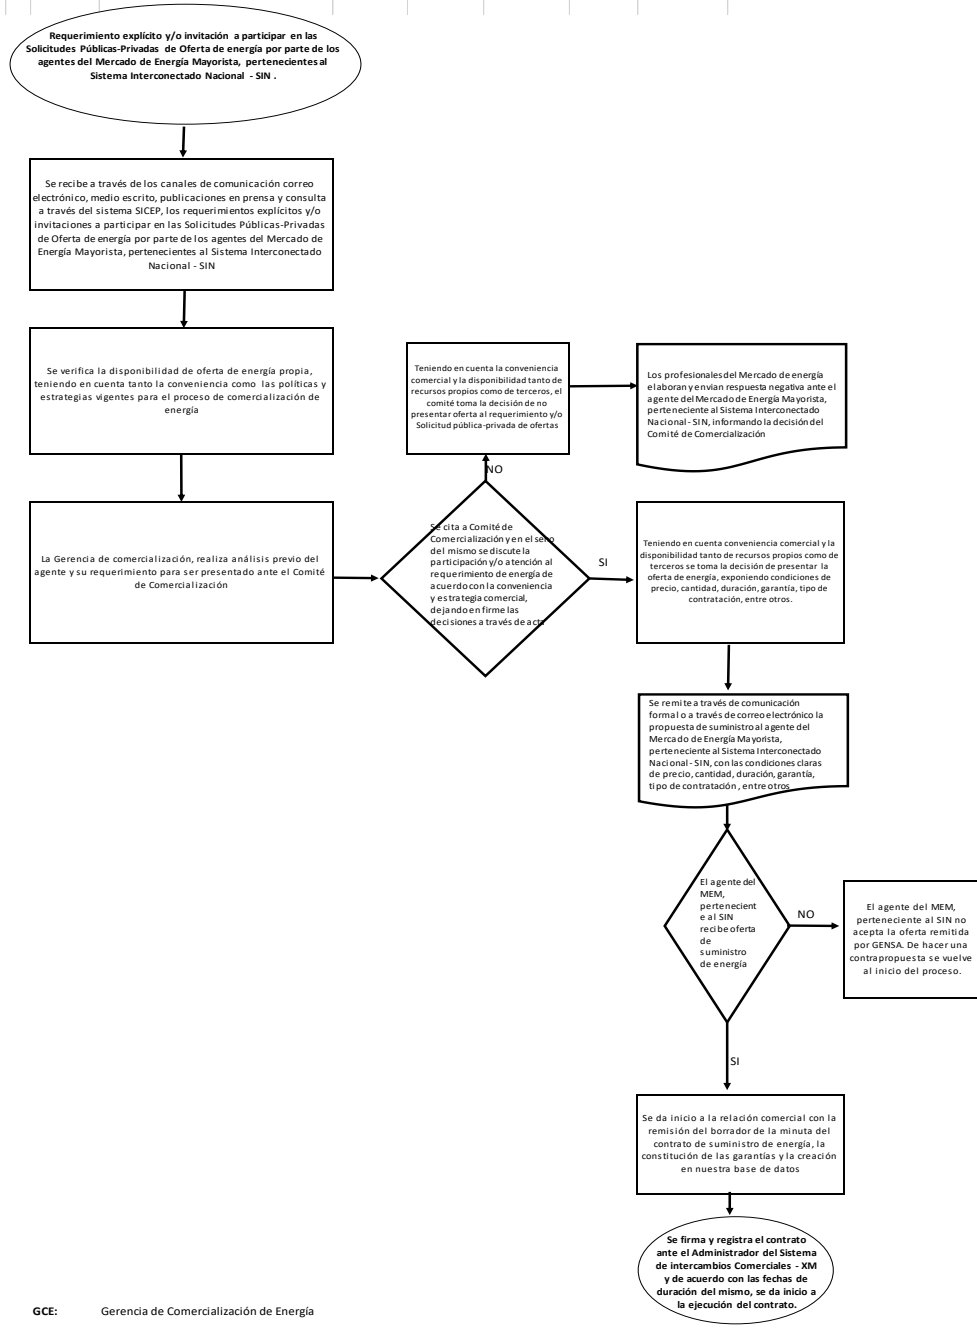 Requerimiento explícito y/o invitación a participar en las
Solicitudes Públicas-Privadas de Oferta de energía por parte de los
agentes del Mercado de Energía Mayorista, pertenecientes al
Sistema Interconectado Nacional - SIN .
Se recibe a través de los canales de comunicación correo
electrónico, medio escrito, publicaciones en prensa y consulta
a través del sistema SICEP, los requerimientos explícitos y/o
invitaciones a participar en las Solicitudes Públicas-Privadas
de Oferta de energía por parte de los agentes del Mercado de
Energía Mayorista, pertenecientes al Sistema Interconectado
Nacional - SIN
Se verifica la disponibilidad de oferta de energía propia,
teniendo en cuenta tanto la conveniencia como las políticas y
estrategias vigentes para el proceso de comercialización de
energía
La Gerencia de comercialización, realiza análisis previo del
agente y su requerimiento para ser presentado ante el Comité
de Comercialización
Se cita a Comité de
Comercialización y en el seno
del mismo se discute la
participación y/o atención al
requerimiento de energía de
acuerdo con la conveniencia
y estrategia comercial,
dejando en firme las
decisiones a través de acta
NO
Teniendo en cuenta la conveniencia
comercial y la disponibilidad tanto de
recursos propios como de terceros, el
comité toma la decisión de no
presentar oferta al requerimiento y/o
Solicitud pública-privada de ofertas
Los profesionales del Mercado de energía
elaboran y envian respuesta negativa ante el
agente del Mercado de Energía Mayorista,
perteneciente al Sistema Interconectado
Nacional - SIN, informando la decisión del
Comité de Comercialización
SI
Teniendo en cuenta conveniencia comercial y la
disponibilidad tanto de recursos propios como de
terceros se toma la decisión de presentar la
oferta de energía, exponiendo condiciones de
precio, cantidad, duración, garantía, tipo de
contratación, entre otros.
Se remite a través de comunicación
formal o a través de correo electrónico la
propuesta de suministro al agente del
Mercado de Energía Mayorista,
perteneciente al Sistema Interconectado
Nacional - SIN, con las condiciones claras
de precio, cantidad, duración, garantía,
tipo de contratación , entre otros
El agente del
MEM,
pertenecient
e al SIN
recibe oferta
de
suministro
de energía
NO
El agente del MEM,
perteneciente al SIN no
acepta la oferta remitida
por GENSA. De hacer una
contrapropuesta se vuelve
al inicio del proceso.
SI
Se da inicio a la relación comercial con la
remisión del borrador de la minuta del
contrato de suministro de energía, la
constitución de las garantías y la creación
en nuestra base de datos
Se firma y registra el contrato
ante el Administrador del Sistema
de intercambios Comerciales - XM
y de acuerdo con las fechas de
duración del mismo, se da inicio a
la ejecución del contrato.
GCE: Gerencia de Comercialización de Energía